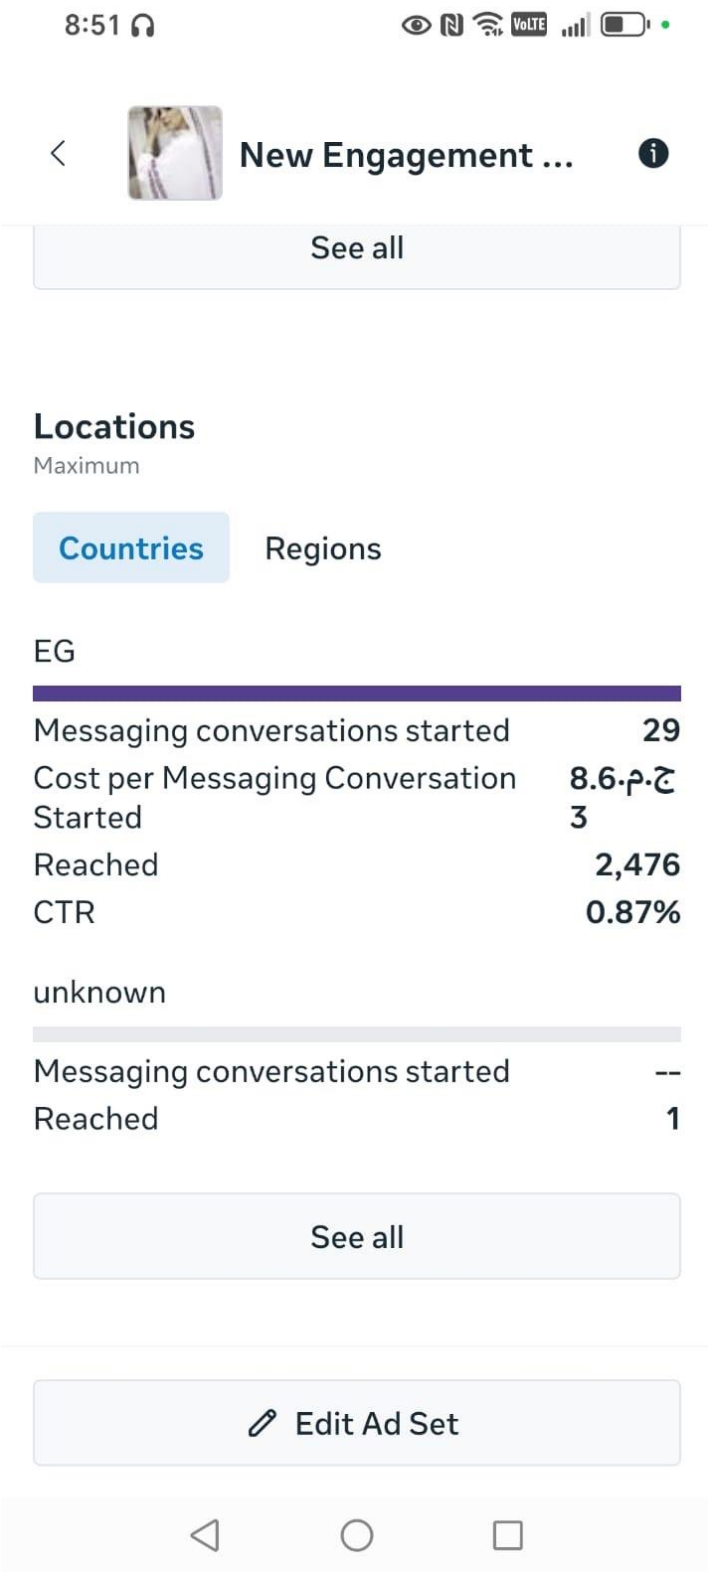 8:51
VoLTE
New Engagement ...
See all
Locations
Maximum
Countries
Regions
EG
Messaging conversations started 29
Cost per Messaging Conversation ج.م.8.6
Started 3
Reached 2,476
CTR 0.87%
unknown
Messaging conversations started --
Reached 1
See all
Edit Ad Set